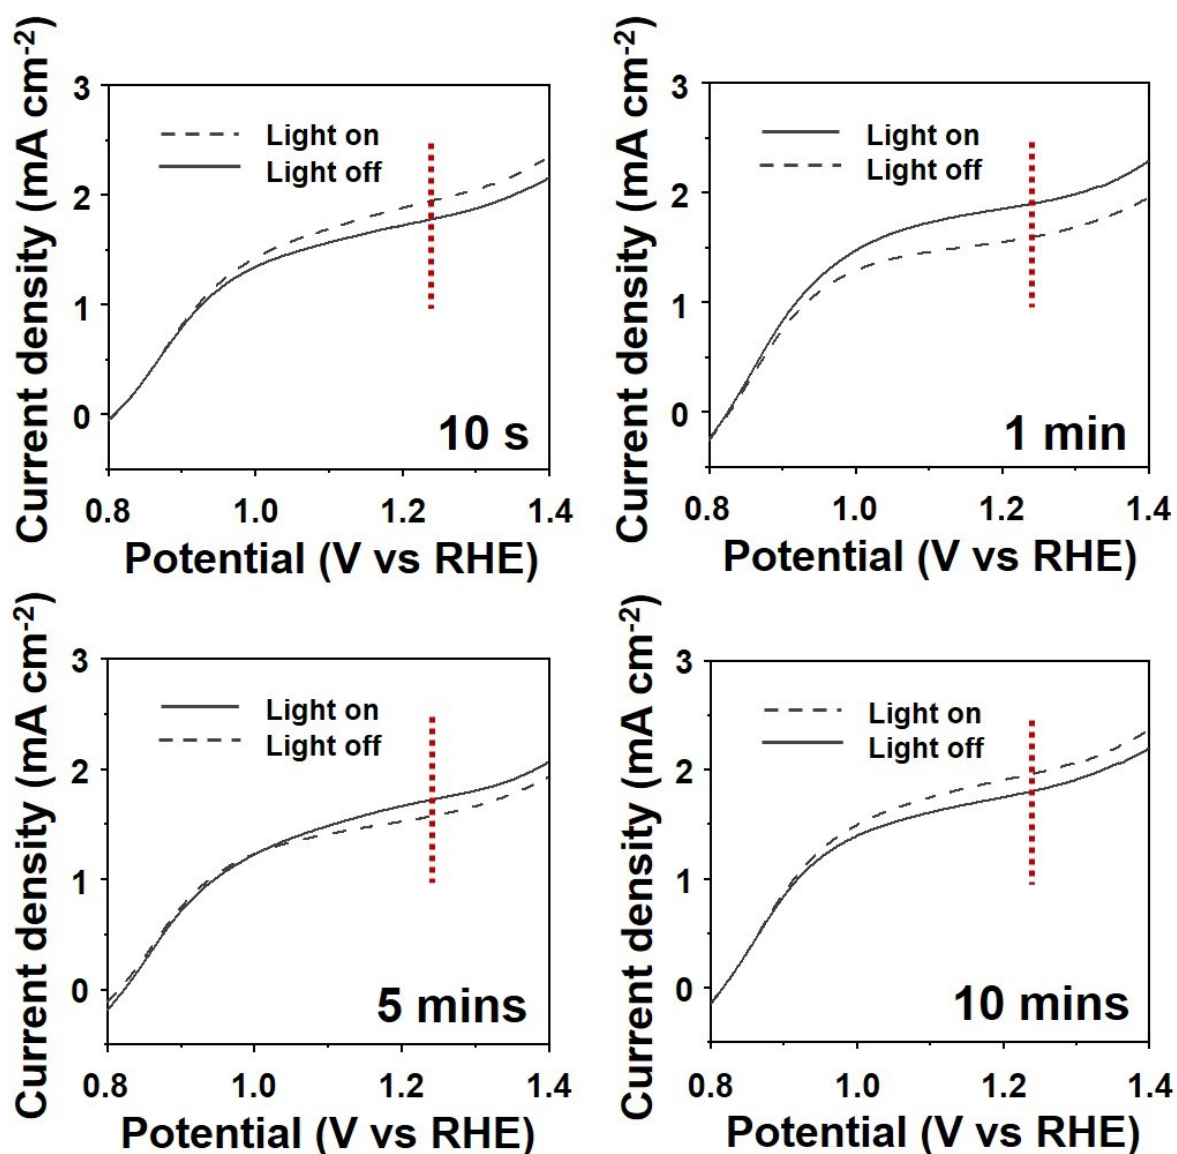 Current density (mA cm-2)
3
2
1
0
Light on
Light off
10 s
0.8 1.0 1.2 1.4
Potential (V vs RHE)
Current density (mA cm-2)
3
2
1
0
Light on
Light off
1 min
0.8 1.0 1.2 1.4
Potential (V vs RHE)
Current density (mA cm-2)
3
2
1
0
Light on
Light off
5 mins
0.8 1.0 1.2 1.4
Potential (V vs RHE)
Current density (mA cm-2)
3
2
1
0
Light on
Light off
10 mins
0.8 1.0 1.2 1.4
Potential (V vs RHE)